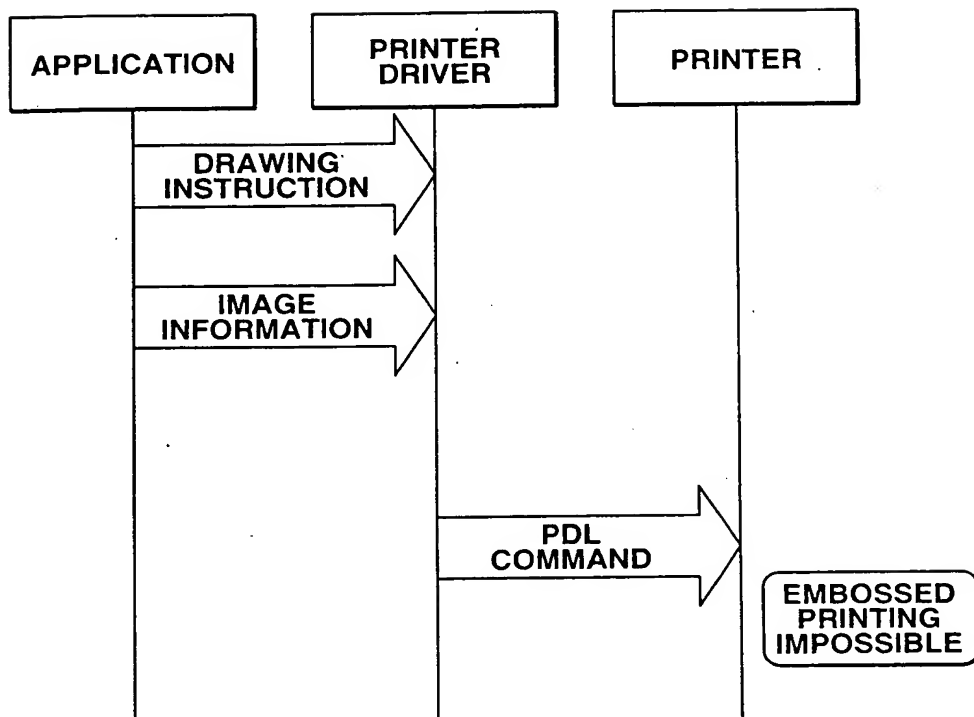 APPLICATION
PRINTER
DRIVER
PRINTER
DRAWING
INSTRUCTION
IMAGE
INFORMATION
PDL
COMMAND
EMBOSSED
PRINTING
IMPOSSIBLE